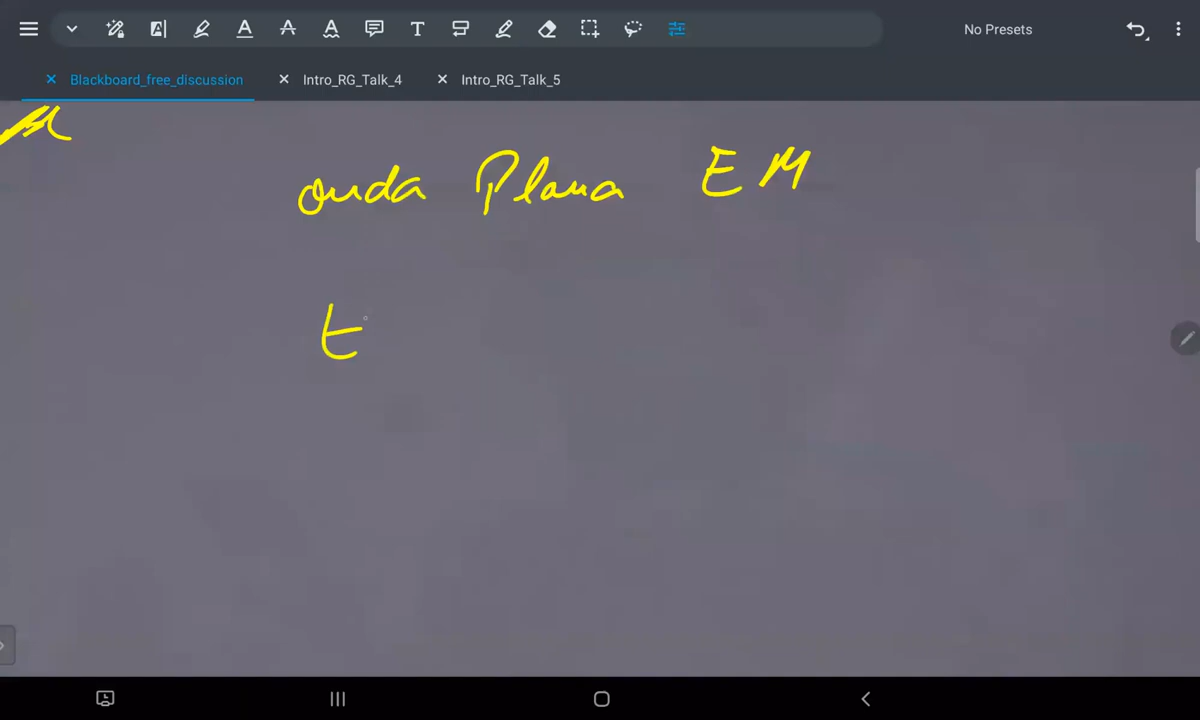 No Presets
Blackboard_free_discussion Intro_RG_Talk_4 Intro_RG_Talk_5
onda Plana EM
t